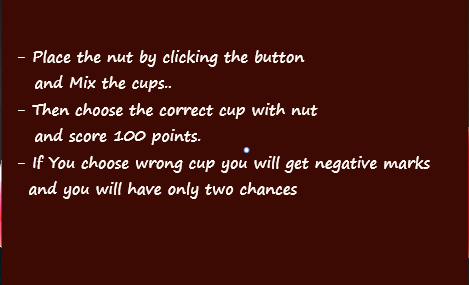 - Place the nut by clicking the button
and Mix the cups..
- Then choose the correct cup with nut
and score 100 points.
- If You choose wrong cup you will get negative marks
and you will have only two chances